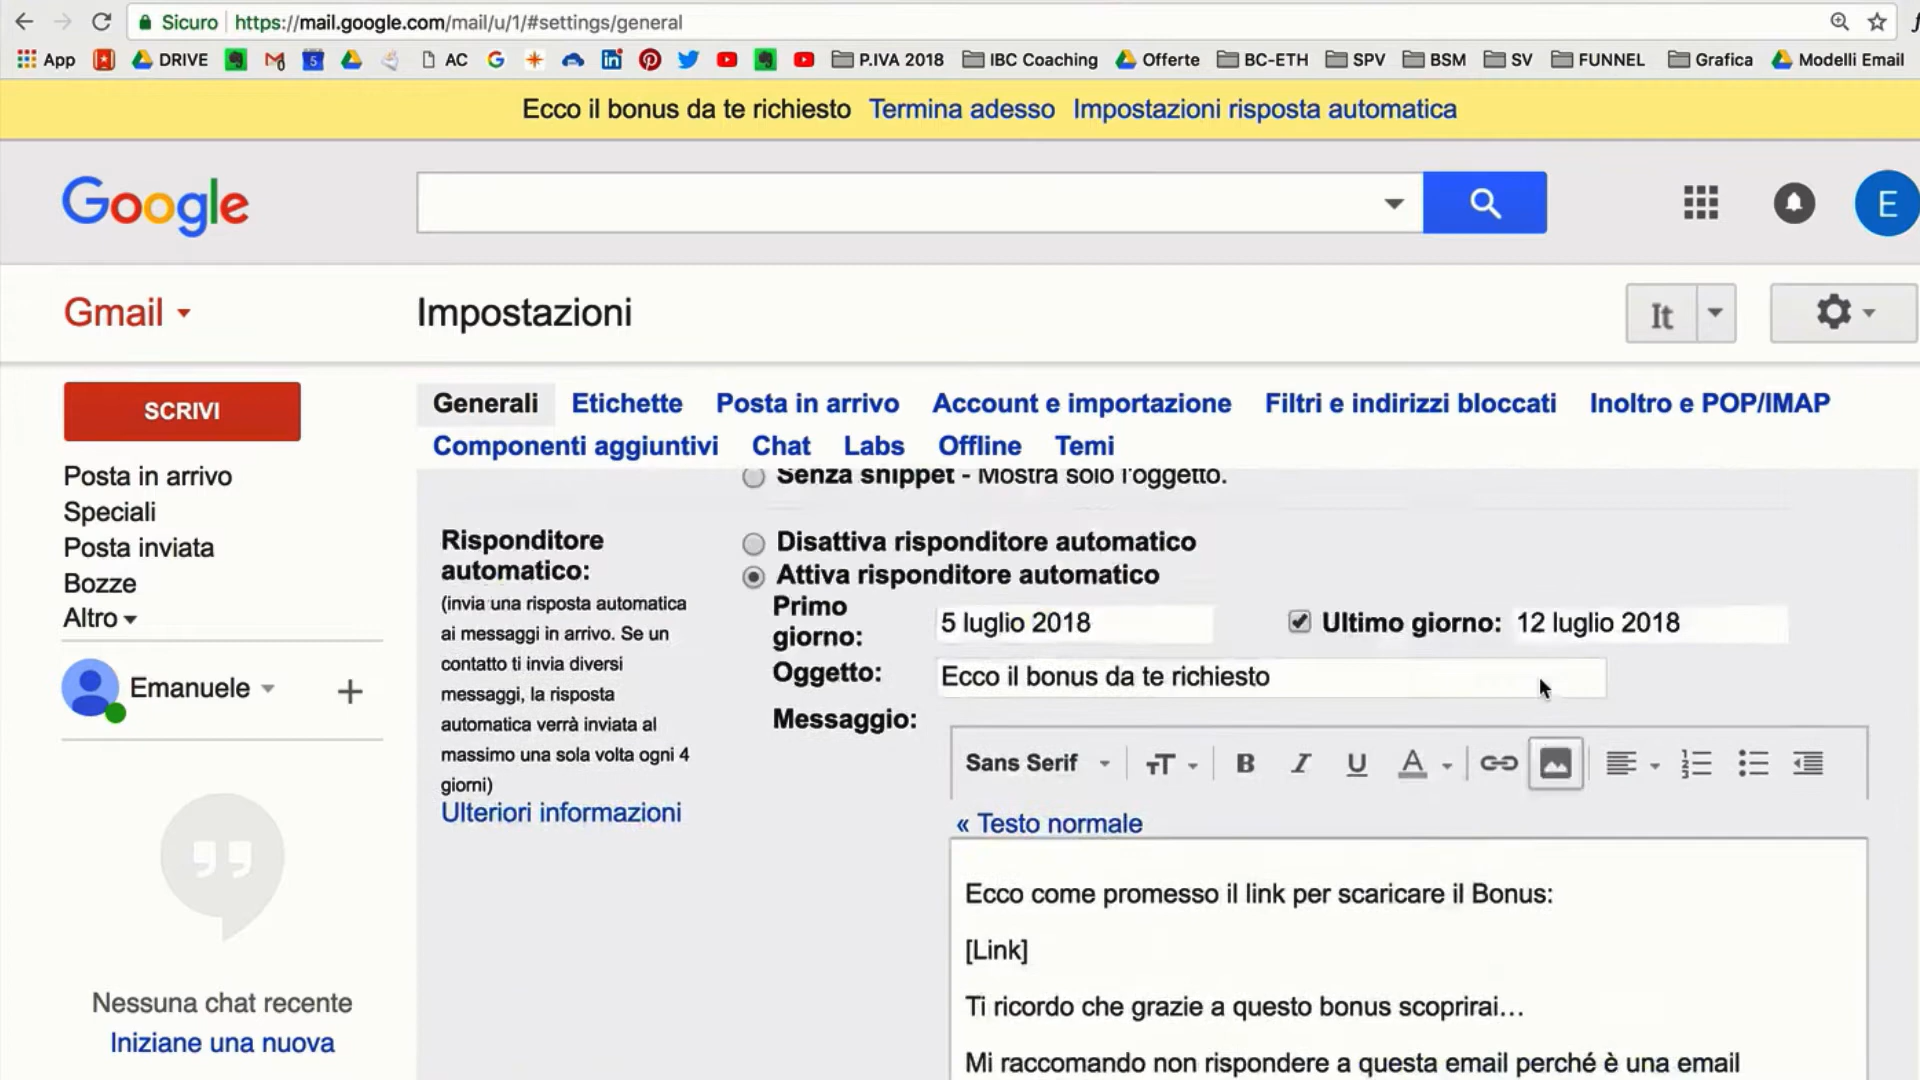 Sicuro https://mail.google.com/mail/u/1/#settings/general
App DRIVE 5 AC P.IVA 2018 IBC Coaching Offerte BC-ETH SPV BSM SV FUNNEL Grafica Modelli Email
Ecco il bonus da te richiesto Termina adesso Impostazioni risposta automatica
Google
E
Gmail Impostazioni It
SCRIVI
Generali Etichette Posta in arrivo Account e importazione Filtri e indirizzi bloccati Inoltro e POP/IMAP
Componenti aggiuntivi Chat Labs Offline Temi
Posta in arrivo
Speciali
Posta inviata
Bozze
Altro
Emanuele
Nessuna chat recente
Iniziane una nuova
Senza snippet - Mostra solo l'oggetto.
Risponditore
automatico:
(invia una risposta automatica
ai messaggi in arrivo. Se un
contatto ti invia diversi
messaggi, la risposta
automatica verrà inviata al
massimo una sola volta ogni 4
giorni)
Ulteriori informazioni
Disattiva risponditore automatico
Attiva risponditore automatico
Primo
giorno:
5 luglio 2018
Ultimo giorno: 12 luglio 2018
Oggetto: Ecco il bonus da te richiesto
Messaggio:
Sans Serif
« Testo normale
Ecco come promesso il link per scaricare il Bonus:
[Link]
Ti ricordo che grazie a questo bonus scoprirai…
Mi raccomando non rispondere a questa email perché è una email